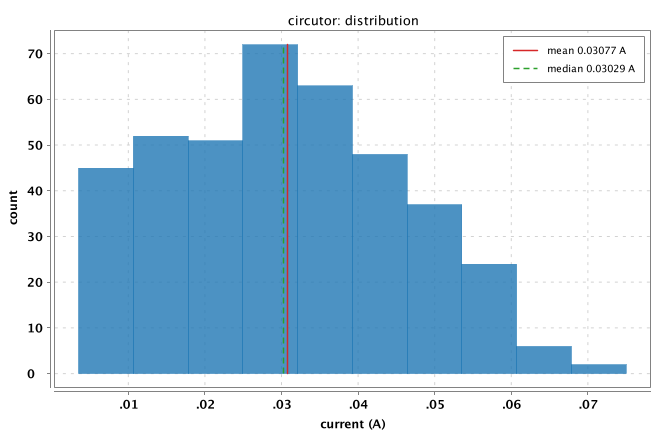 circutor: distribution
mean 0.03077 A
median 0.03029 A
count
70
60
50
40
30
20
10
0
.01 .02 .03 .04 .05 .06 .07
current (A)